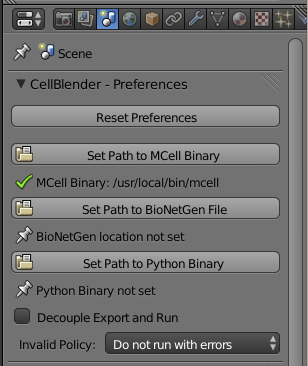 Scene
CellBlender - Preferences
Reset Preferences
Set Path to MCell Binary
MCell Binary: /usr/local/bin/mcell
Set Path to BioNetGen File
BioNetGen location not set
Set Path to Python Binary
Python Binary not set
Decouple Export and Run
Invalid Policy: Do not run with errors